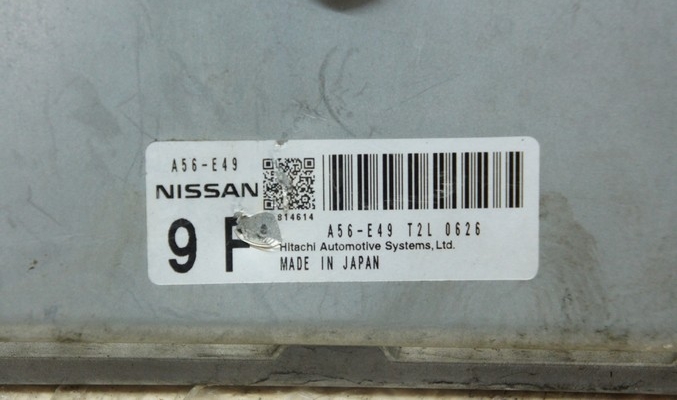 A56-E49
NISSAN
814614
9 F
A56-E49 T2L 0626
Hitachi Automotive Systems, Ltd.
MADE IN JAPAN